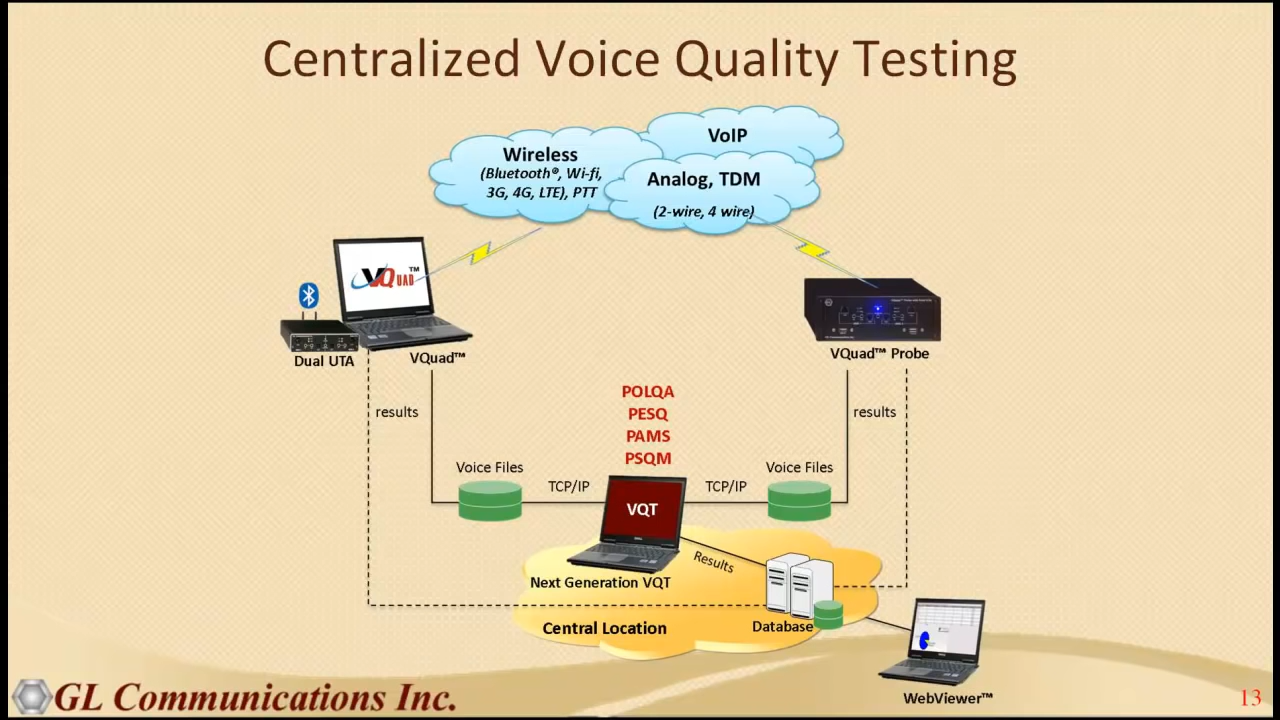 Centralized Voice Quality Testing
VoIP
Wireless
(Bluetooth®, Wi-fi,
3G, 4G, LTE), PTT
Analog, TDM
(2-wire, 4 wire)
VQuad™
Dual UTA
VQuad™
VQuad™ Probe
results
results
POLQA
PESQ
PAMS
PSQM
Voice Files
Voice Files
TCP/IP
TCP/IP
VQT
Results
Next Generation VQT
Central Location
Database
WebViewer™
GL Communications Inc.
13